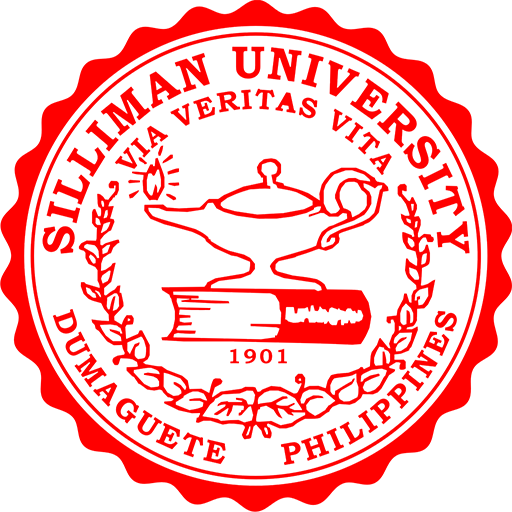 SILLIMAN UNIVERSITY
VIA VERITAS VITA
1901
DUMAGUETE PHILIPPINES